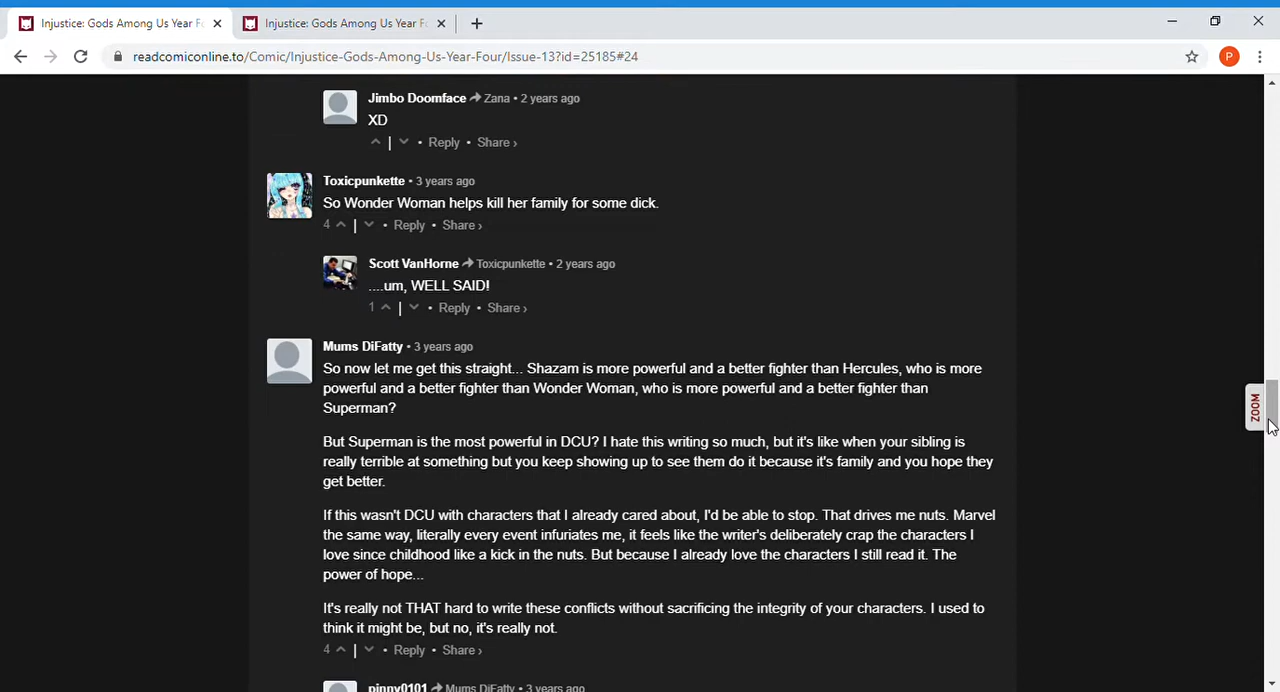 Injustice: Gods Among Us Year F
Injustice: Gods Among Us Year F
readcomiconline.to/Comic/Injustice-Gods-Among-Us-Year-Four/Issue-13?id=25185#24
P
Jimbo Doomface Zana • 2 years ago
XD
| • Reply • Share ›
Toxicpunkette • 3 years ago
So Wonder Woman helps kill her family for some dick.
4 | • Reply • Share ›
Scott VanHorne Toxicpunkette • 2 years ago
....um, WELL SAID!
1 | • Reply • Share ›
Mums DiFatty • 3 years ago
So now let me get this straight... Shazam is more powerful and a better fighter than Hercules, who is more
powerful and a better fighter than Wonder Woman, who is more powerful and a better fighter than
Superman?
But Superman is the most powerful in DCU? I hate this writing so much, but it's like when your sibling is
really terrible at something but you keep showing up to see them do it because it's family and you hope they
get better.
If this wasn't DCU with characters that I already cared about, I'd be able to stop. That drives me nuts. Marvel
the same way, literally every event infuriates me, it feels like the writer's deliberately crap the characters I
love since childhood like a kick in the nuts. But because I already love the characters I still read it. The
power of hope...
It's really not THAT hard to write these conflicts without sacrificing the integrity of your characters. I used to
think it might be, but no, it's really not.
4 | • Reply • Share ›
pinny0101 Mums DiFatty • 3 years ago
ZOOM